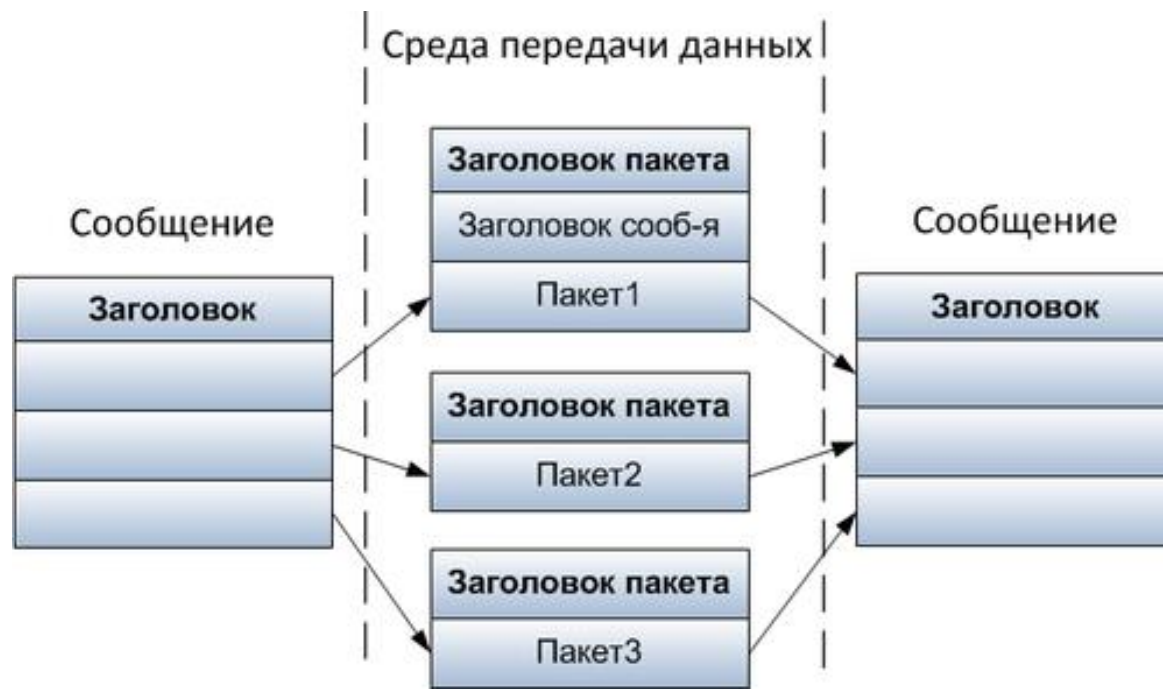 Среда передачи данных
Сообщение
Заголовок
Заголовок пакета
Заголовок сооб-я
Пакет1
Заголовок пакета
Пакет2
Заголовок пакета
Пакет3
Сообщение
Заголовок